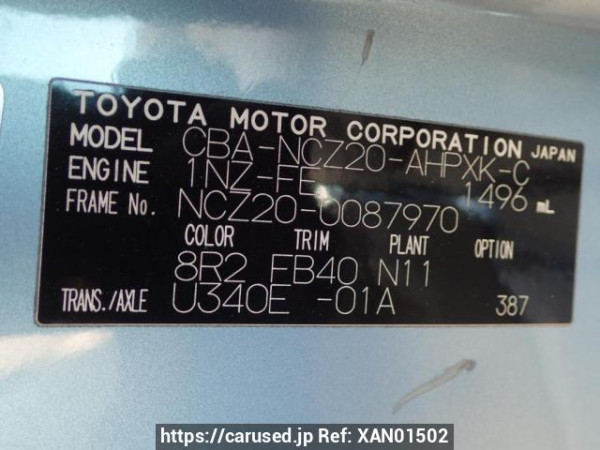 TOYOTA MOTOR CORPORATION JAPAN
MODEL CBA-NCZ20-AHPXK-C
ENGINE 1NZ-FE 1496 mL
FRAME No. NCZ20-0087970
COLOR TRIM PLANT OPTION
8R2 FB40 N11
TRANS./AXLE U340E -01A 387
https://carused.jp Ref: XAN01502